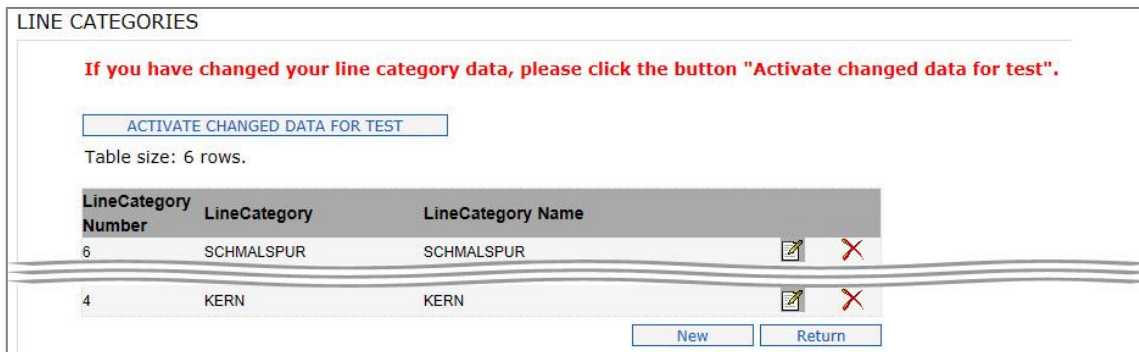 LINE CATEGORIES
If you have changed your line category data, please click the button "Activate changed data for test".
ACTIVATE CHANGED DATA FOR TEST
Table size: 6 rows.
LineCategory Number LineCategory LineCategory Name
6 SCHMALSPUR SCHMALSPUR
4 KERN KERN
New Return